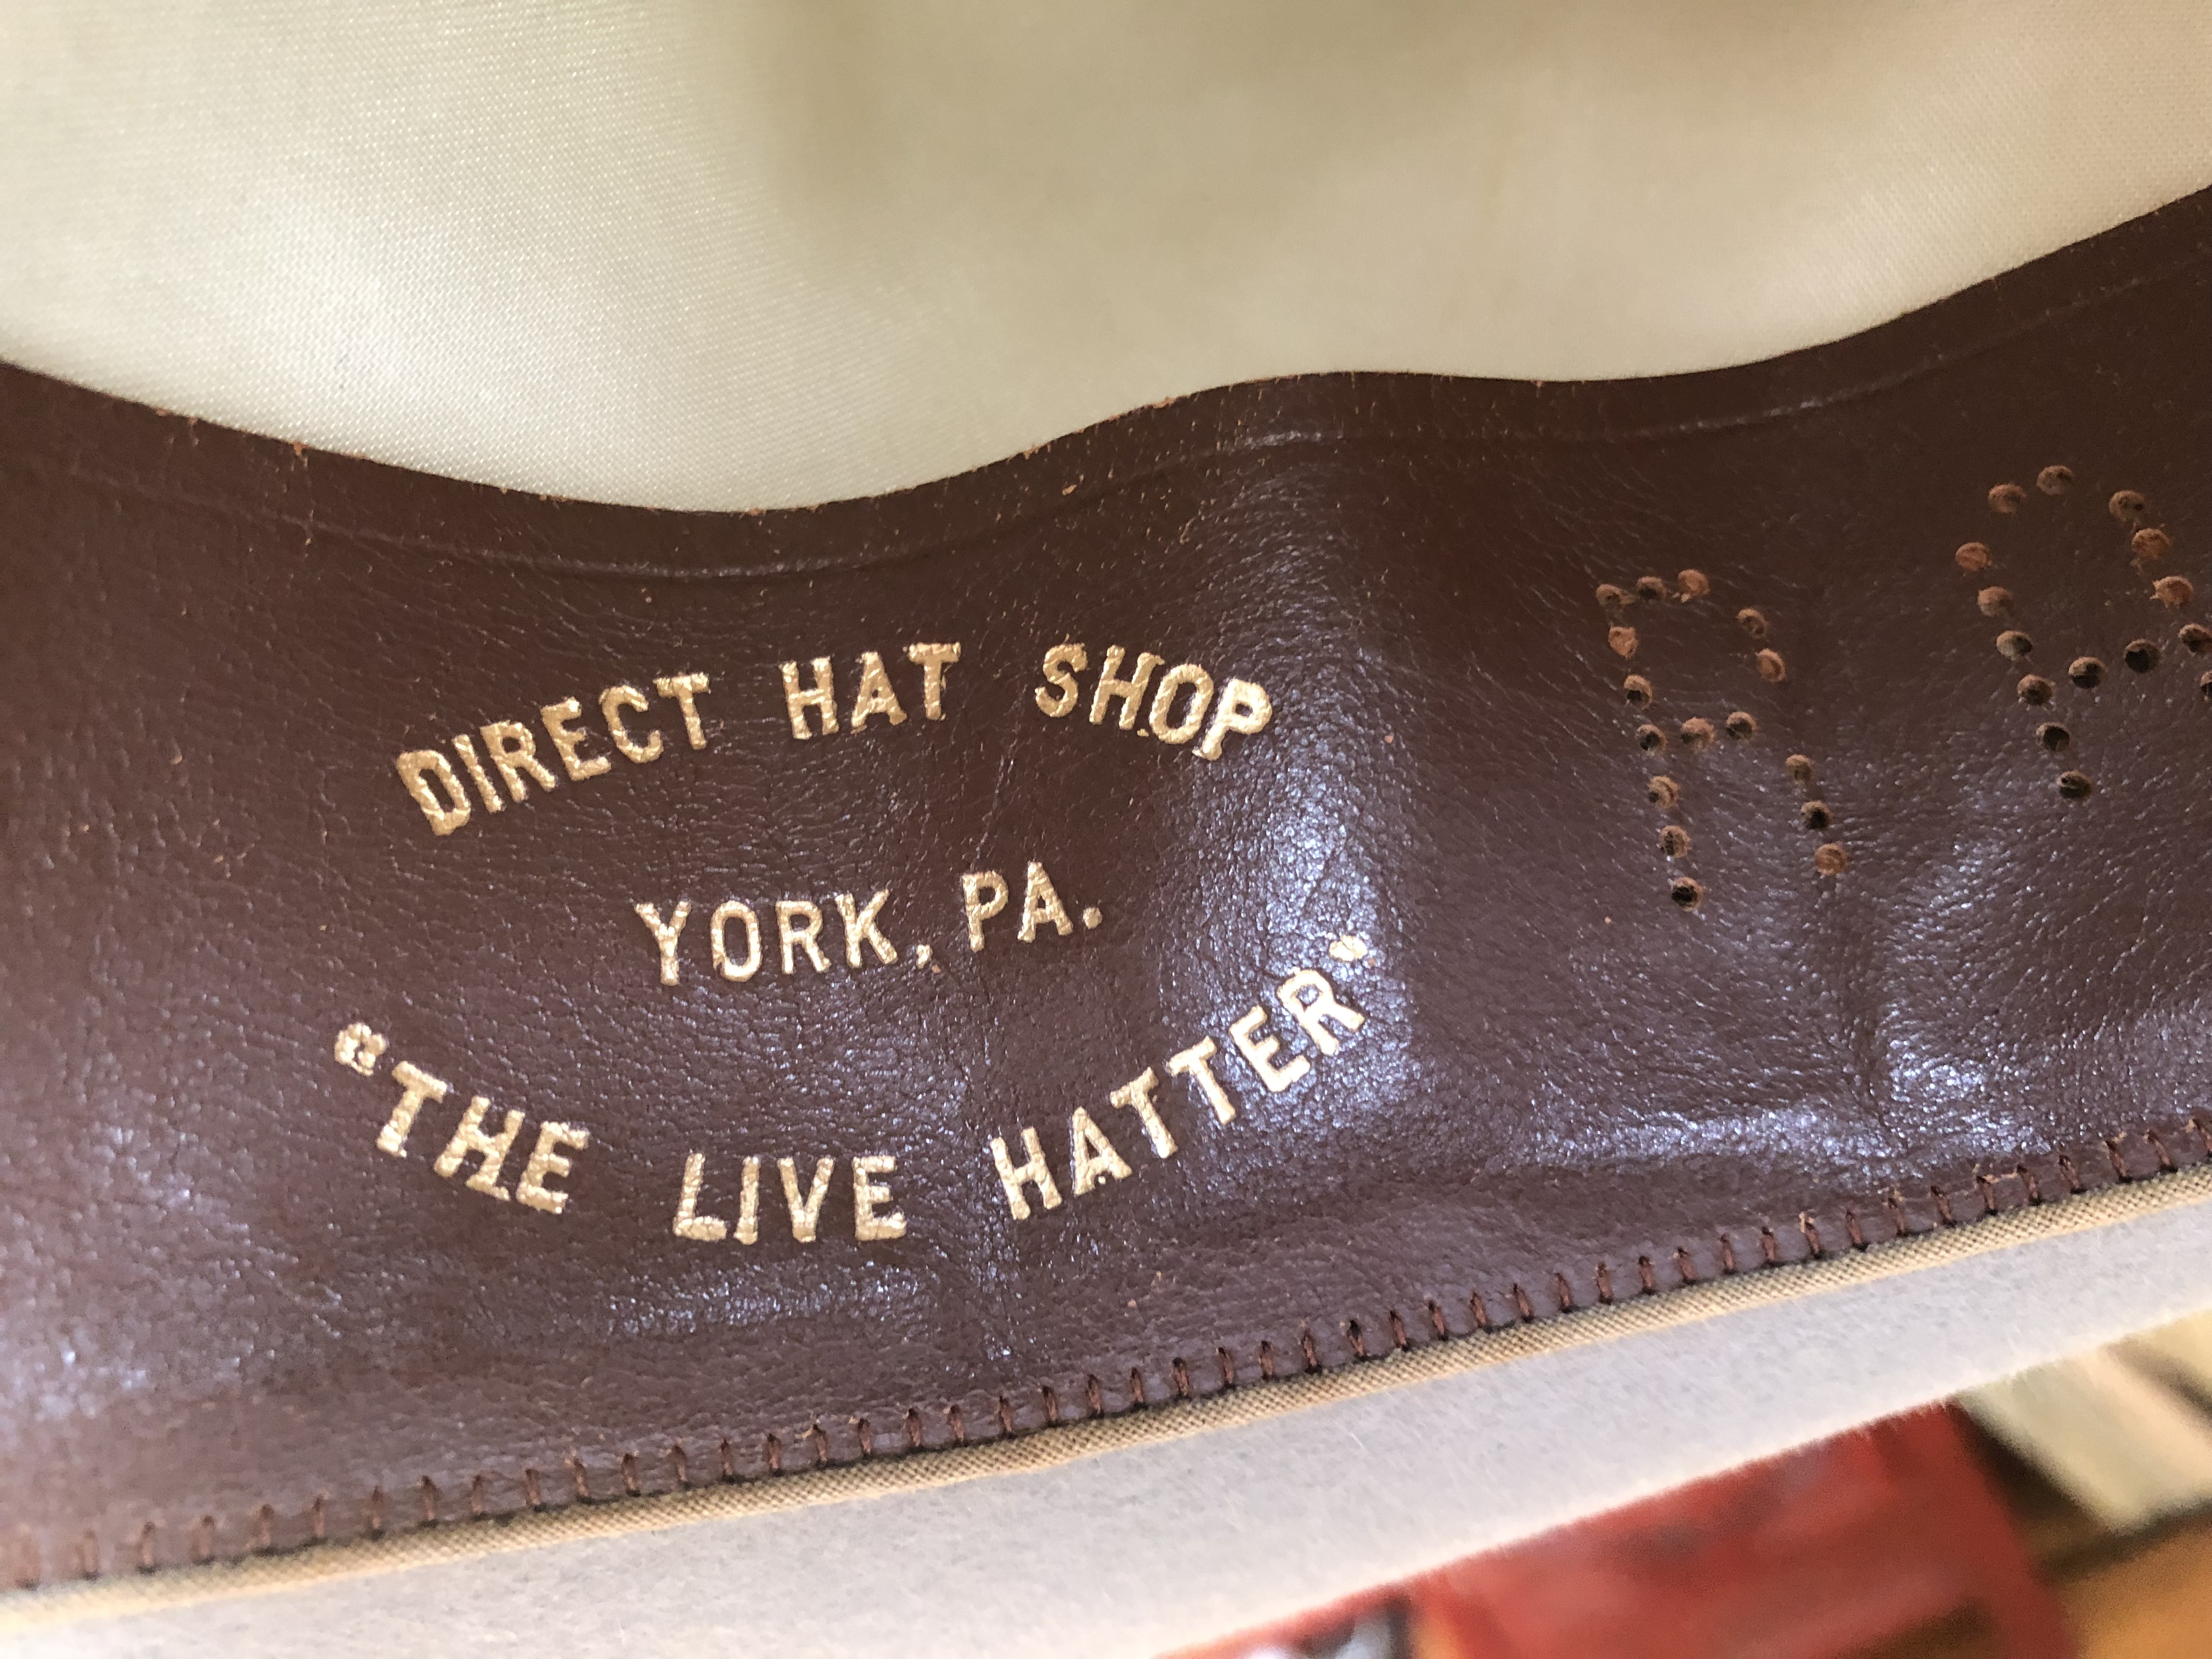 DIRECT HAT SHOP
YORK, PA.
"THE LIVE HATTER"